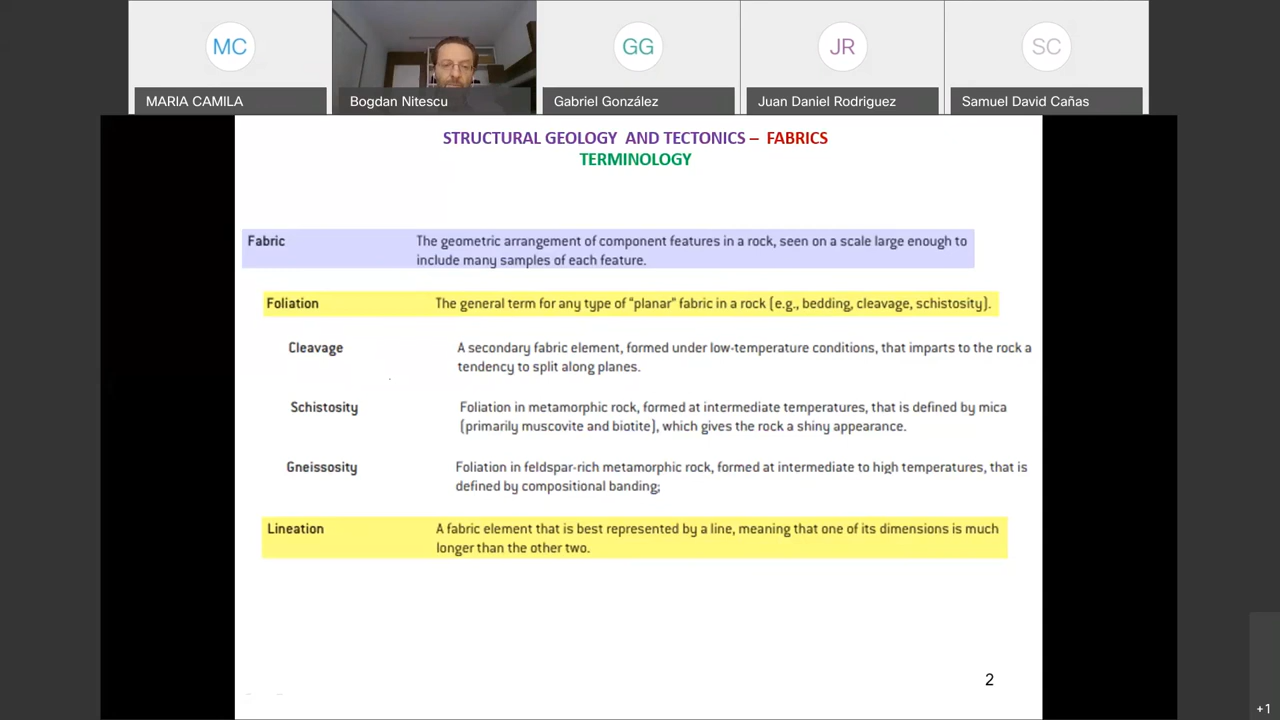 MC
GG
JR
SC
MARIA CAMILA
Bogdan Nitescu
Gabriel González
Juan Daniel Rodriguez
Samuel David Cañas
STRUCTURAL GEOLOGY AND TECTONICS – FABRICS
TERMINOLOGY
Fabric The geometric arrangement of component features in a rock, seen on a scale large enough to
include many samples of each feature.
Foliation The general term for any type of “planar” fabric in a rock (e.g., bedding, cleavage, schistosity).
Cleavage A secondary fabric element, formed under low-temperature conditions, that imparts to the rock a
tendency to split along planes.
Schistosity Foliation in metamorphic rock, formed at intermediate temperatures, that is defined by mica
(primarily muscovite and biotite), which gives the rock a shiny appearance.
Gneissosity Foliation in feldspar-rich metamorphic rock, formed at intermediate to high temperatures, that is
defined by compositional banding;
Lineation A fabric element that is best represented by a line, meaning that one of its dimensions is much
longer than the other two.
2
+1